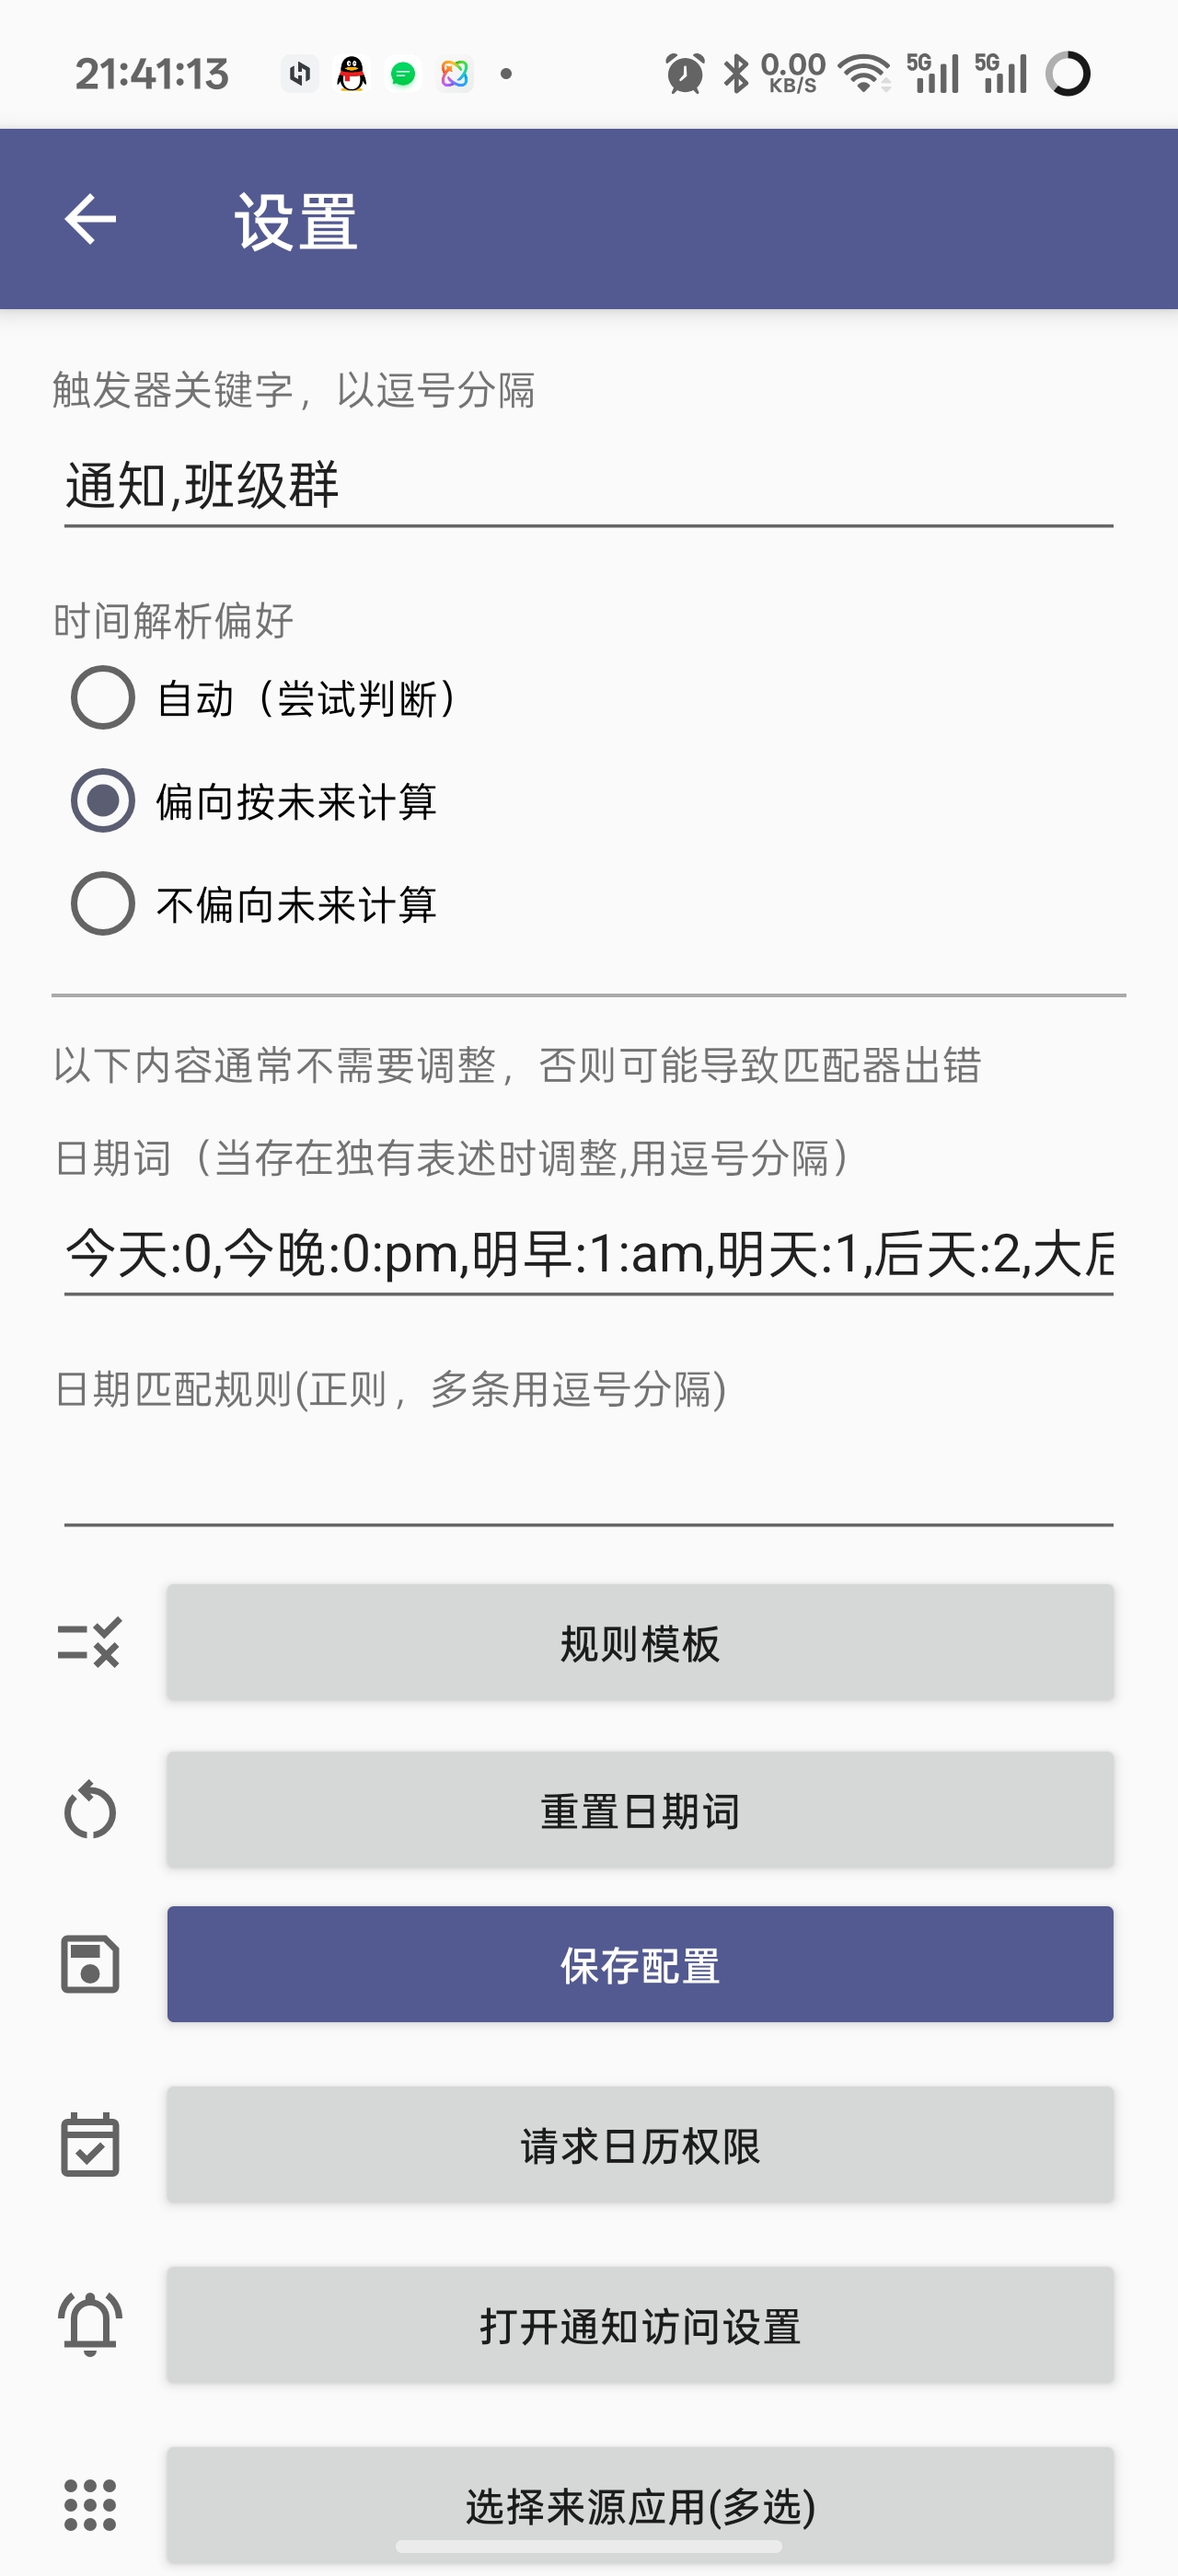 21:41:13
0.00
KB/S
5G
5G
设置
触发器关键字，以逗号分隔
通知,班级群
时间解析偏好
自动（尝试判断）
偏向按未来计算
不偏向未来计算
以下内容通常不需要调整，否则可能导致匹配器出错
日期词（当存在独有表述时调整,用逗号分隔）
今天:0,今晚:0:pm,明早:1:am,明天:1,后天:2,大后
日期匹配规则(正则，多条用逗号分隔)
规则模板
重置日期词
保存配置
请求日历权限
打开通知访问设置
选择来源应用(多选)